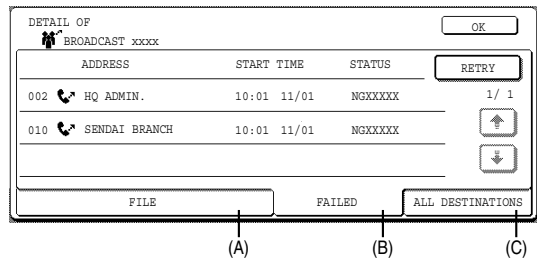 DETAIL OF
BROADCAST xxxx
OK
ADDRESS START TIME STATUS
RETRY
002 HQ ADMIN. 10:01 11/01 NGXXXXX
1/ 1
010 SENDAI BRANCH 10:01 11/01 NGXXXXX
FILE FAILED ALL DESTINATIONS
(A) (B) (C)